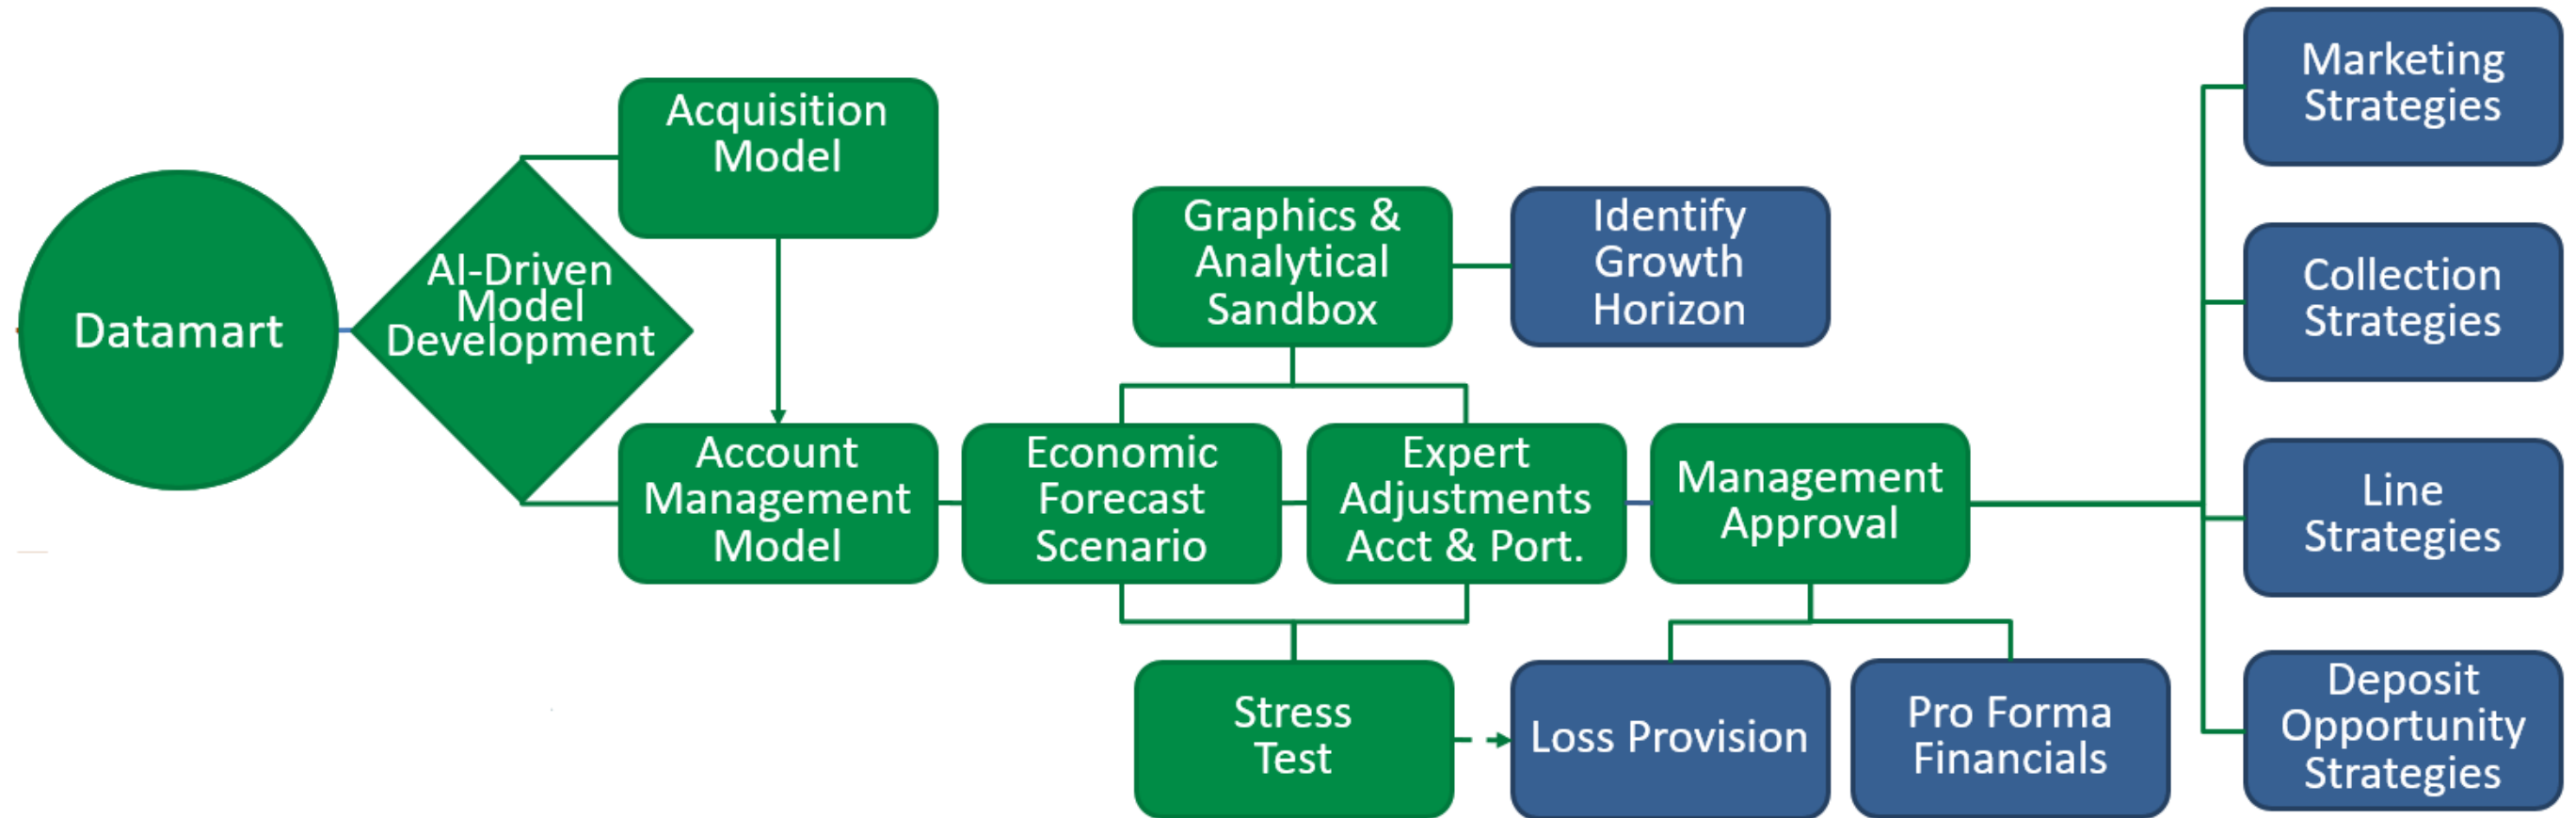 Datamart
AI-Driven
Model
Development
Acquisition
Model
Account
Management
Model
Graphics &
Analytical
Sandbox
Identify
Growth
Horizon
Economic
Forecast
Scenario
Expert
Adjustments
Acct & Port.
Management
Approval
Stress
Test
Loss Provision
Pro Forma
Financials
Marketing
Strategies
Collection
Strategies
Line
Strategies
Deposit
Opportunity
Strategies